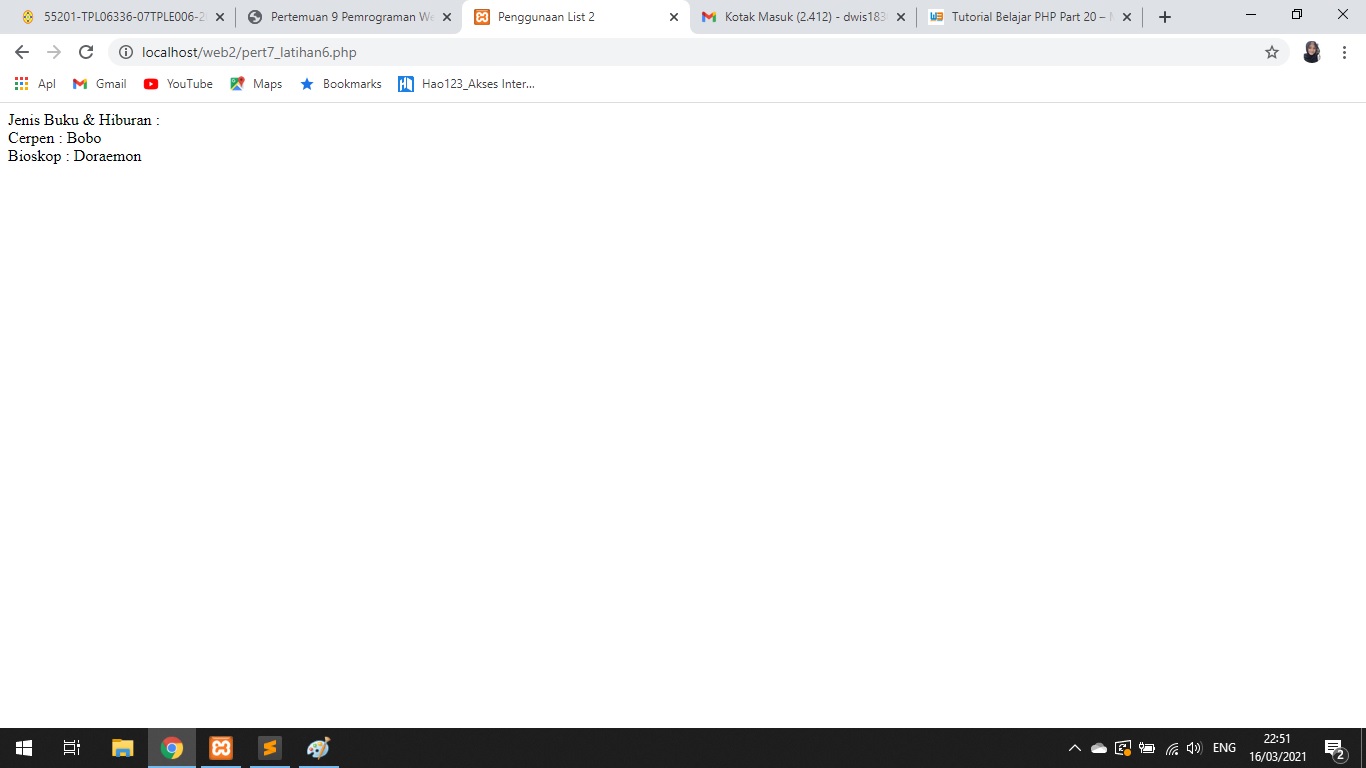 55201-TPL06336-07TPLE006-2
Pertemuan 9 Pemrograman We
Penggunaan List 2
Kotak Masuk (2.412) - dwis183
Tutorial Belajar PHP Part 20 –
localhost/web2/pert7_latihan6.php
Apl
Gmail
YouTube
Maps
Bookmarks
Hao123_Akses Inter...
Jenis Buku & Hiburan :
Cerpen : Bobo
Bioskop : Doraemon
ENG
22:51
16/03/2021
2